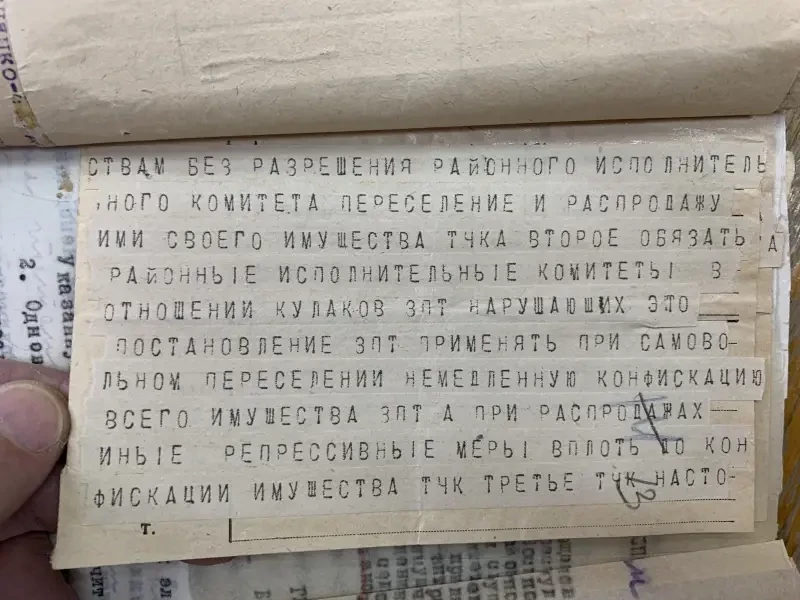 СТВАМ БЕЗ РАЗРЕШЕНИЯ РАЙОННОГО ИСПОЛНИТЕЛЬ
НОГО КОМИТЕТА ПЕРЕСЕЛЕНИЕ И РАСПРОДАЖУ
ИМИ СВОЕГО ИМУЩЕСТВА ТЧКА ВТОРОЕ ОБЯЗАТЬ
РАЙОННЫЕ ИСПОЛНИТЕЛЬНЫЕ КОМИТЕТЫ В
ОТНОШЕНИИ КУЛАКОВ ЗПТ НАРУШАЮЩИХ ЭТО
ПОСТАНОВЛЕНИЕ ЗПТ ПРИМЕНЯТЬ ПРИ САМОВО-
ЛЬНОМ ПЕРЕСЕЛЕНИИ НЕМЕДЛЕННУЮ КОНФИСКАЦИЮ
ВСЕГО ИМУЩЕСТВА ЗПТ А ПРИ РАСПРОДАЖАХ
ИНЫЕ РЕПРЕССИВНЫЕ МЕРЫ ВПЛОТЬ ДО КОН
ФИСКАЦИИ ИМУЩЕСТВА ТЧК ТРЕТЬЕ ТЧК НАСТО-
т.
2. Однов